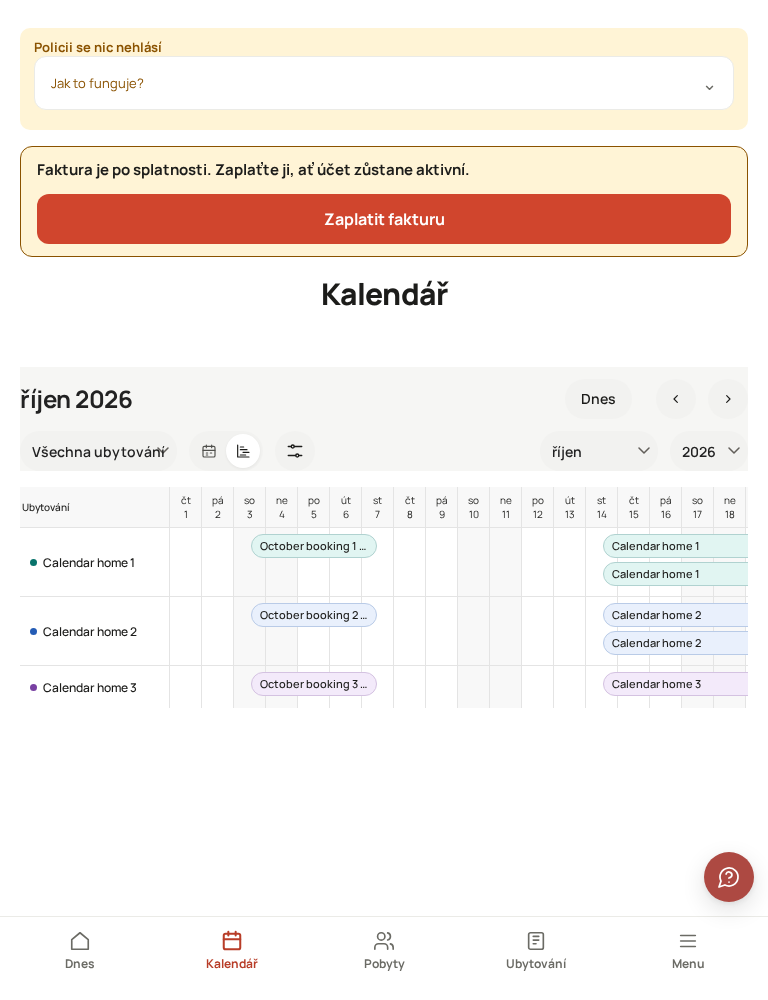 Policii se nic nehlásí
Jak to funguje?
Faktura je po splatnosti. Zaplaťte ji, ať účet zůstane aktivní.
Zaplatit fakturu
Kalendář
říjen 2026
Dnes
Všechna ubytování
říjen
2026
Ubytování
čt pá so ne po út st čt pá so ne po út st čt pá so ne
1 2 3 4 5 6 7 8 9 10 11 12 13 14 15 16 17 18
October booking 1 ...
Calendar home 1
Calendar home 1
Calendar home 1
October booking 2 ...
Calendar home 2
Calendar home 2
Calendar home 2
October booking 3 ...
Calendar home 3
Calendar home 3
Dnes
Kalendář
Pobyty
Ubytování
Menu